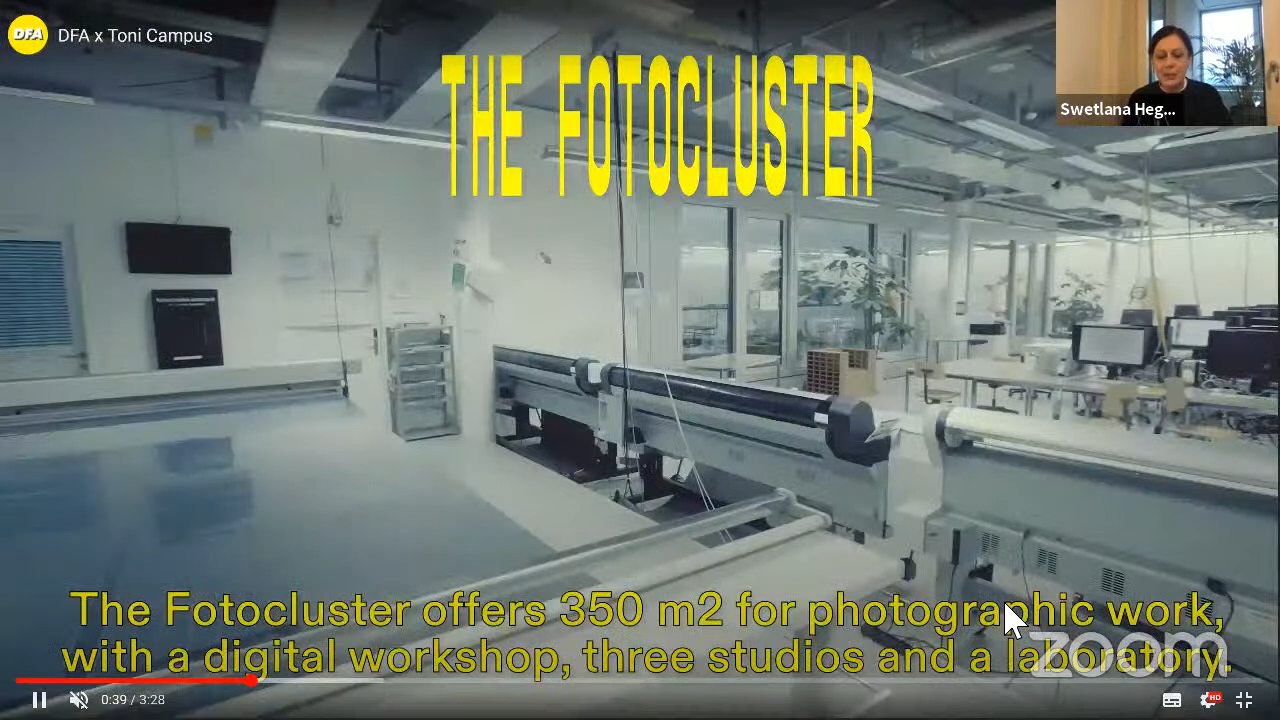 DFA
DFA x Toni Campus
THE FOTOCLUSTER
Swetlana Heg...
The Fotocluster offers 350 m2 for photographic work,
with a digital workshop, three studios and a laboratory.
zoom
0:39 / 3:28
HD